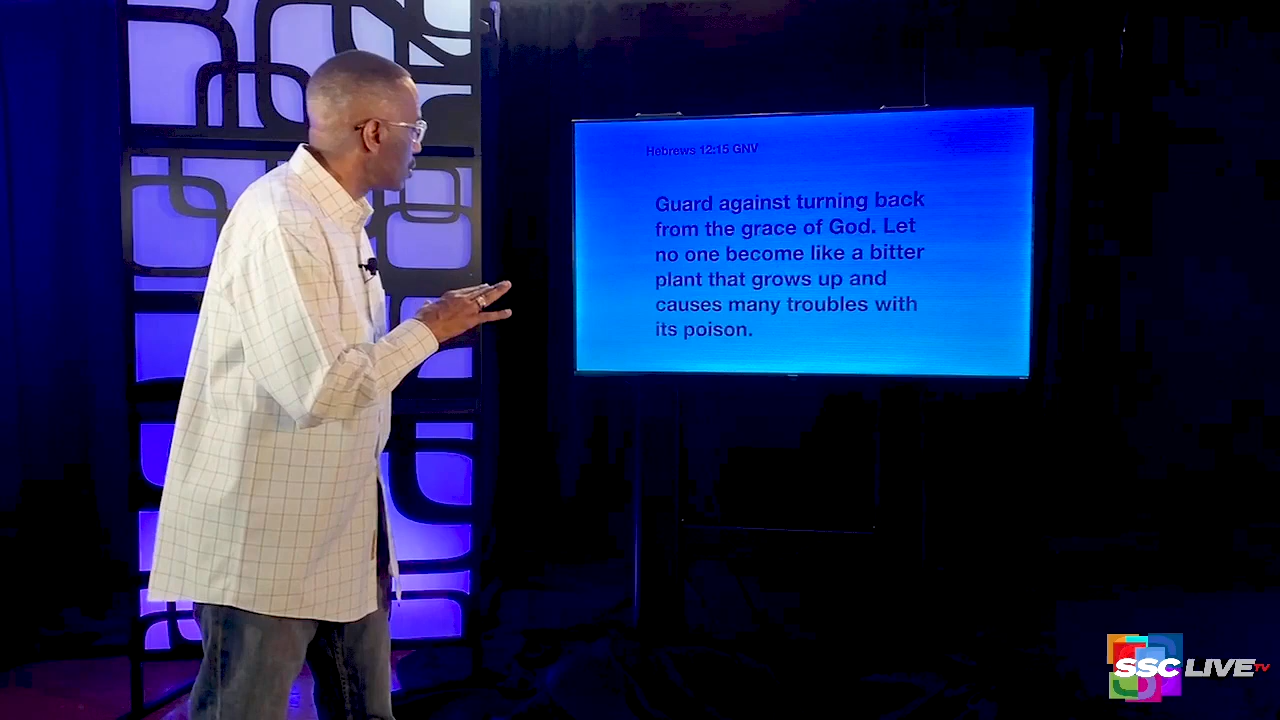 Hebrews 12:15 GNV
Guard against turning back
from the grace of God. Let
no one become like a bitter
plant that grows up and
causes many troubles with
its poison.
SSC LIVE TV